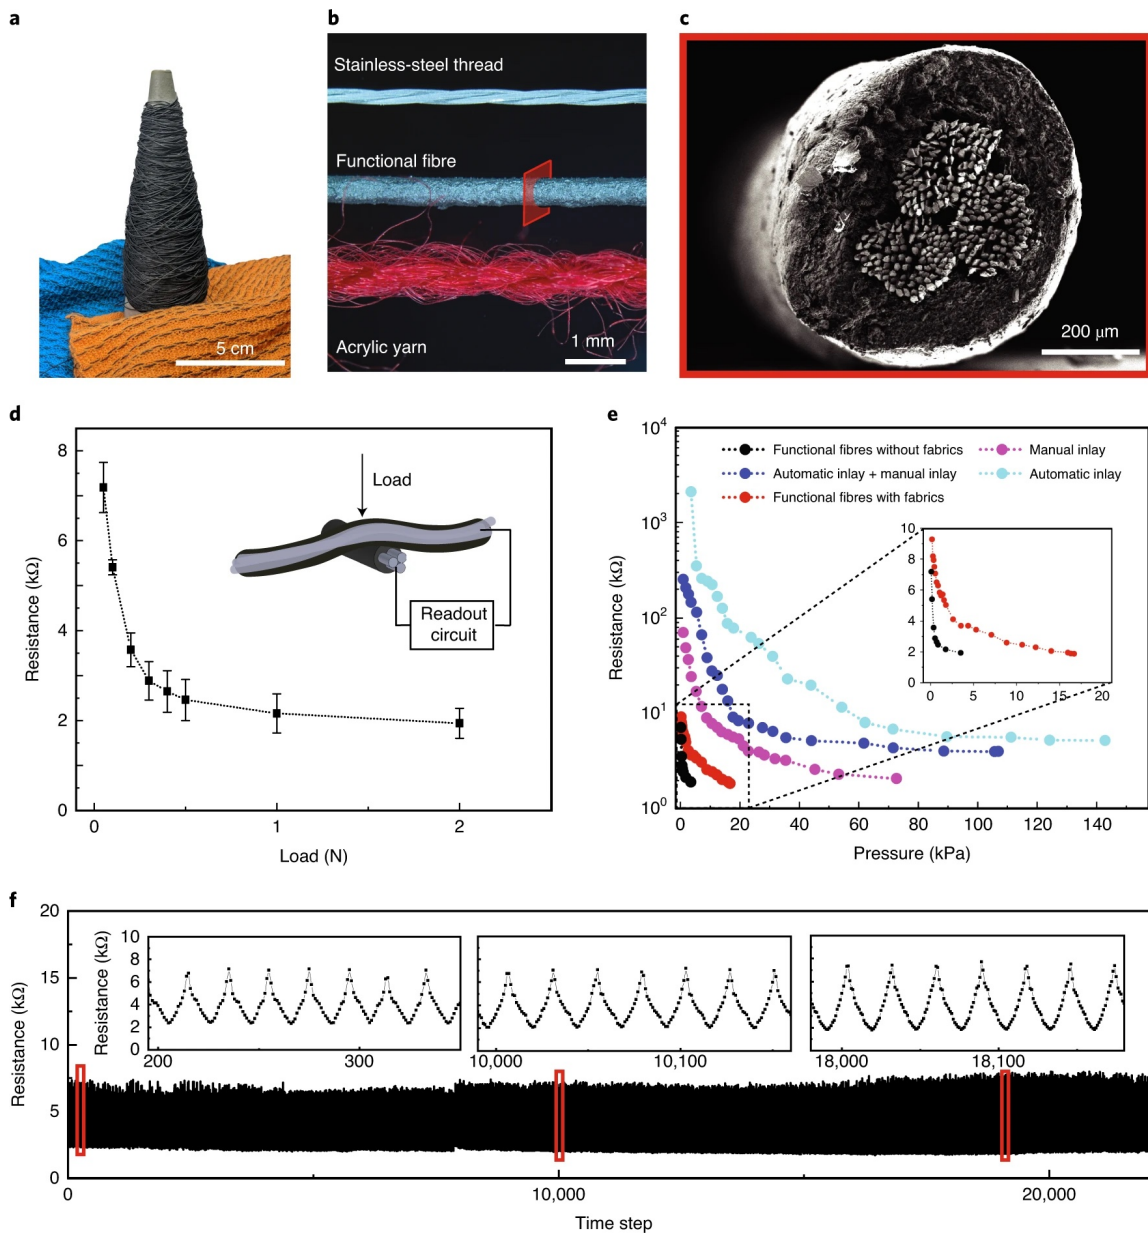 a
5 cm
b
Stainless-steel thread
Functional fibre
Acrylic yarn
1 mm
c
200 μm
d
8
6
4
2
0
Resistance (kΩ)
0
1
2
Load (N)
Load
Readout
circuit
e
10⁴
10³
10²
10¹
10⁰
Resistance (kΩ)
Functional fibres without fabrics
Automatic inlay + manual inlay
Functional fibres with fabrics
Manual inlay
Automatic inlay
10
8
6
4
2
0
0
5
10
15
20
0
20
40
60
80
100
120
140
Pressure (kPa)
f
20
15
10
5
0
Resistance (kΩ)
10
8
6
4
2
0
Resistance (kΩ)
200
300
10,000
10,100
18,000
18,100
0
10,000
20,000
Time step